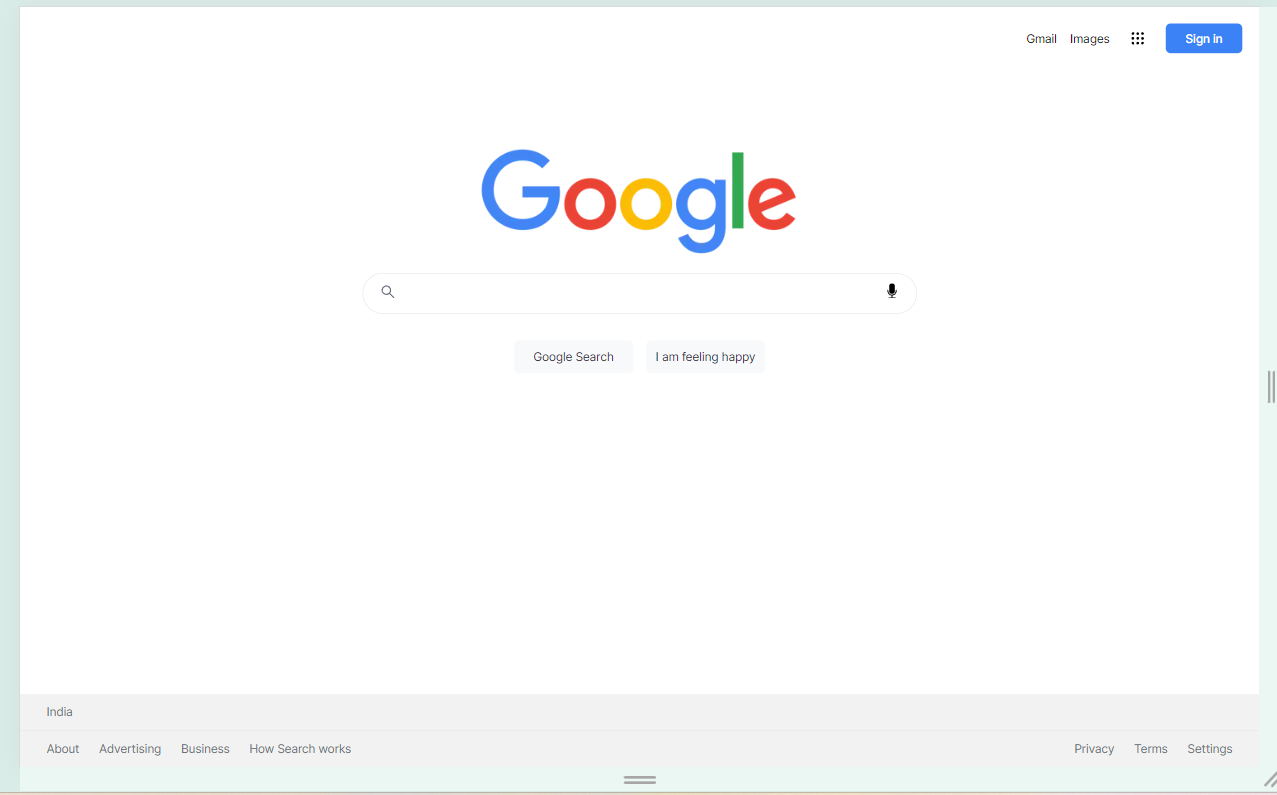 Gmail Images Sign in
Google
Google Search I am feeling happy
India
About Advertising Business How Search works Privacy Terms Settings